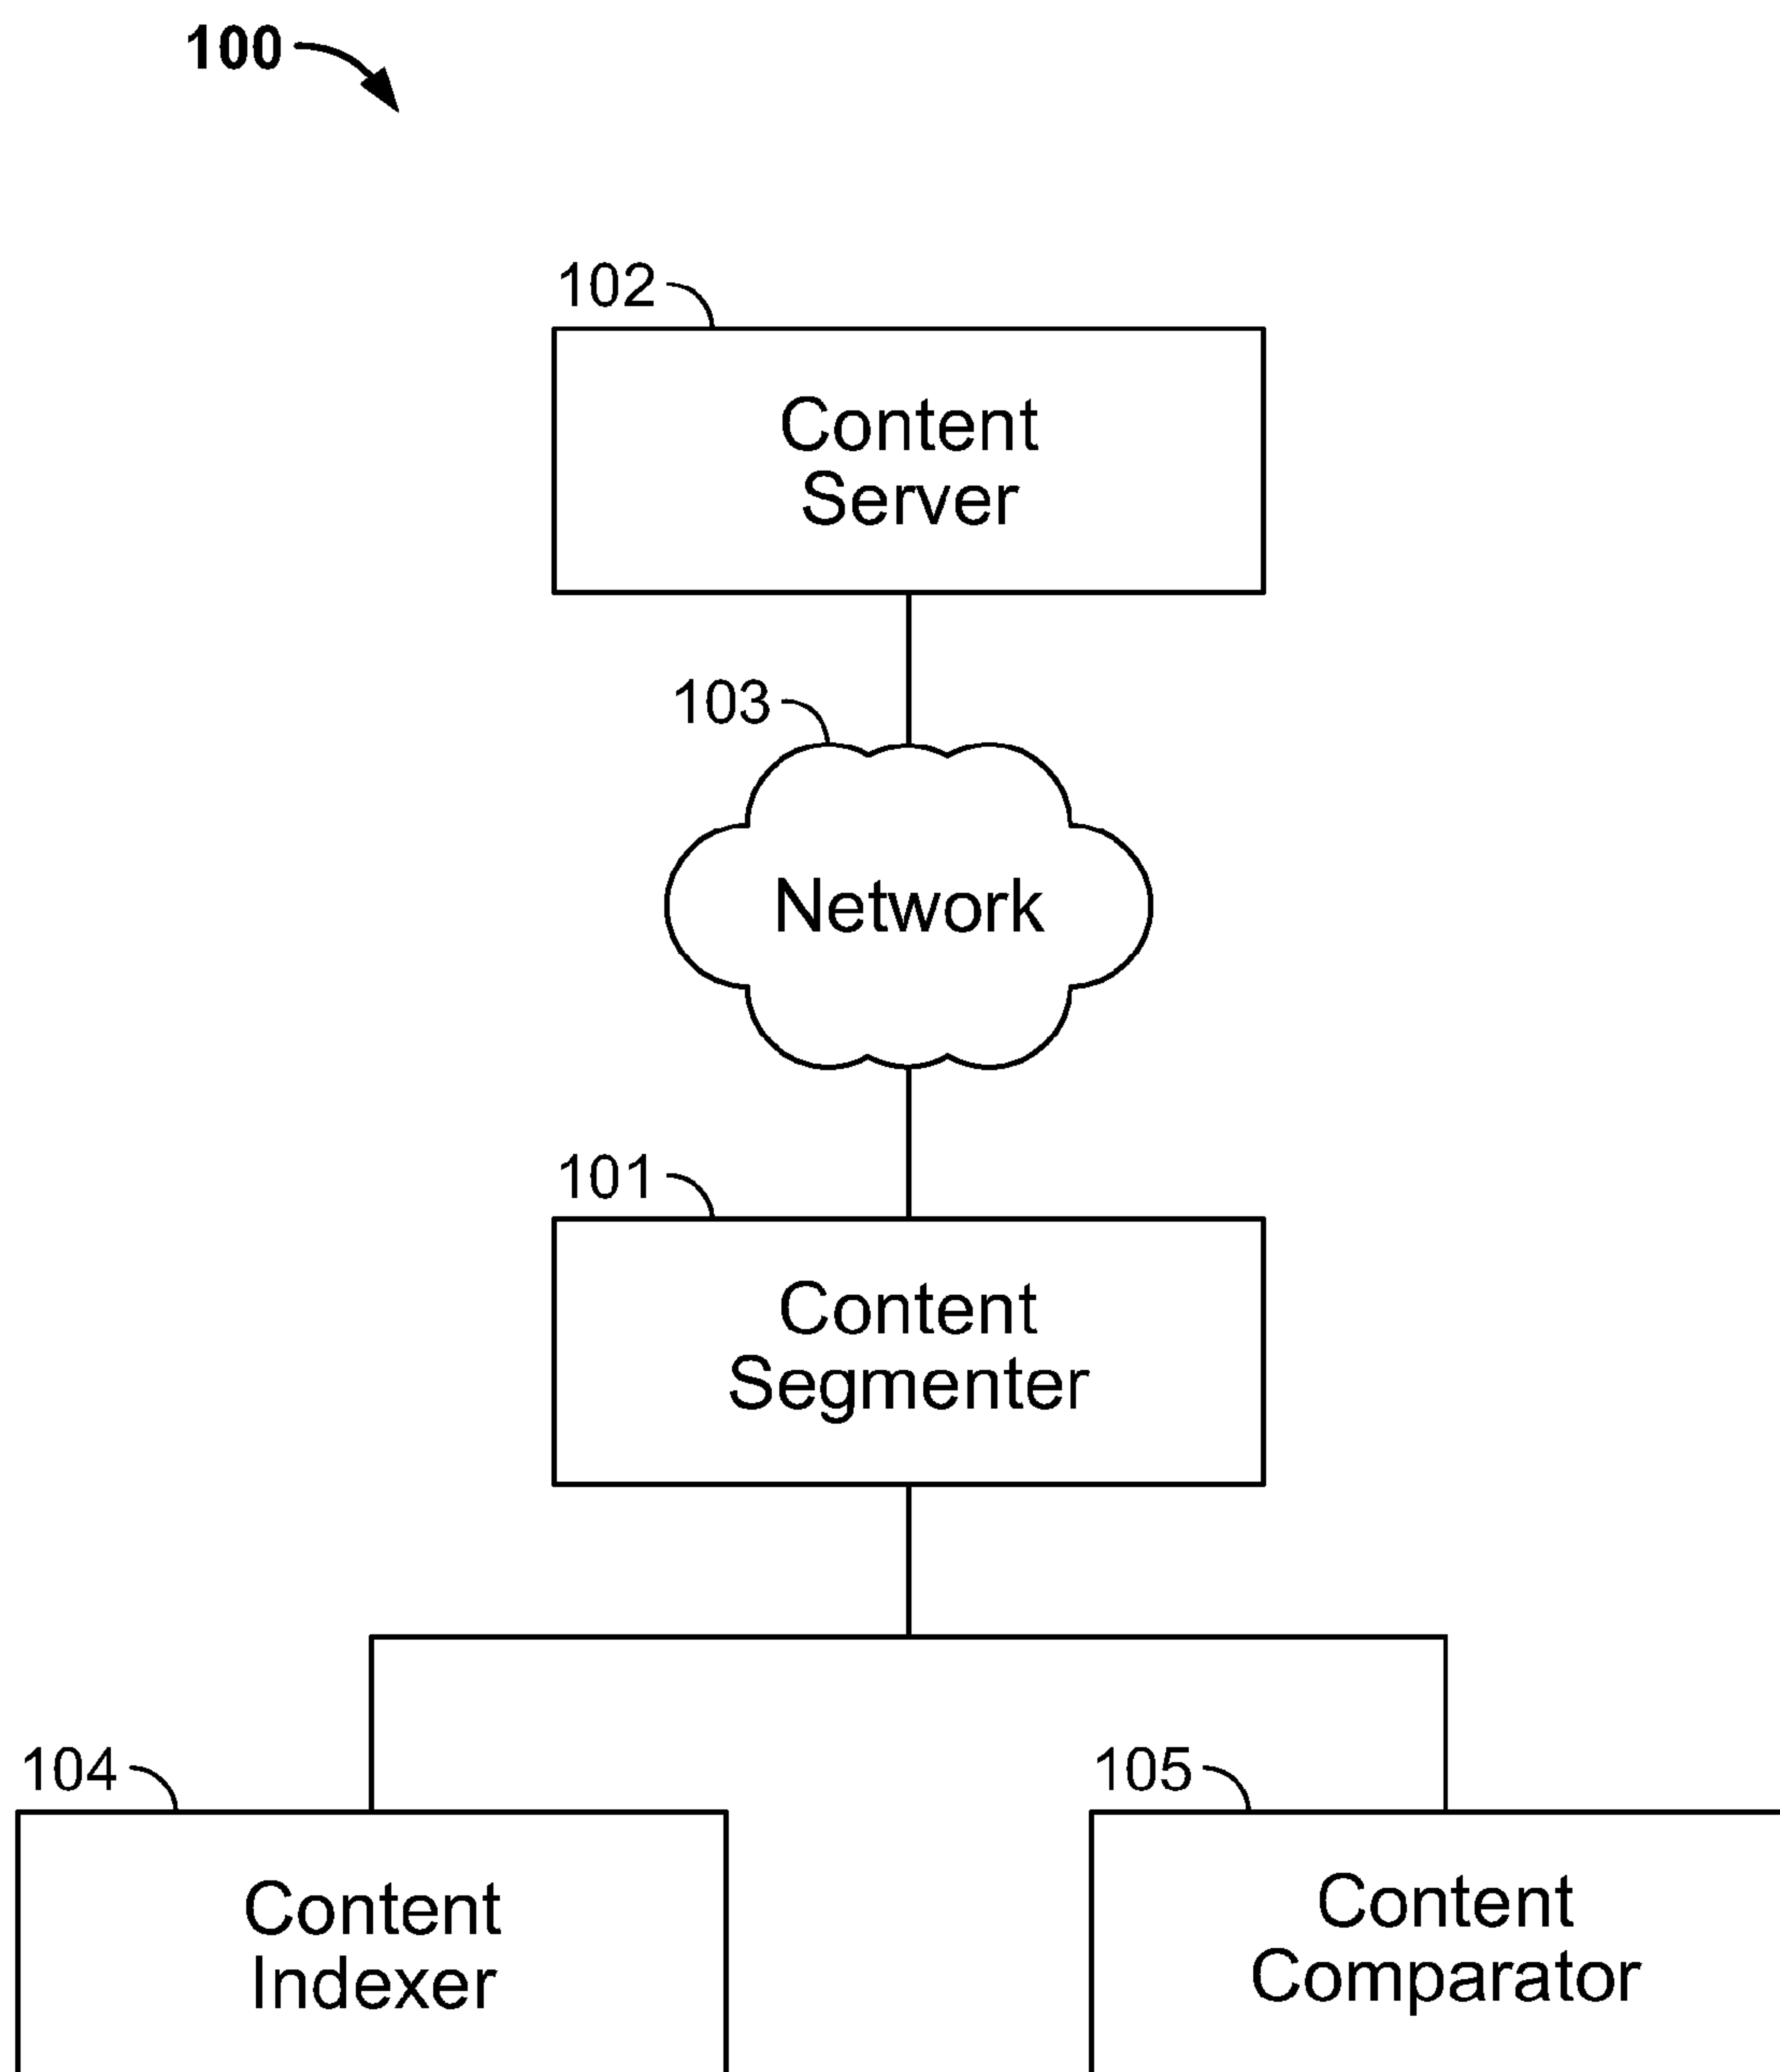 100
102
Content
Server
103
Network
101
Content
Segmenter
104
105
Content
Indexer
Content
Comparator